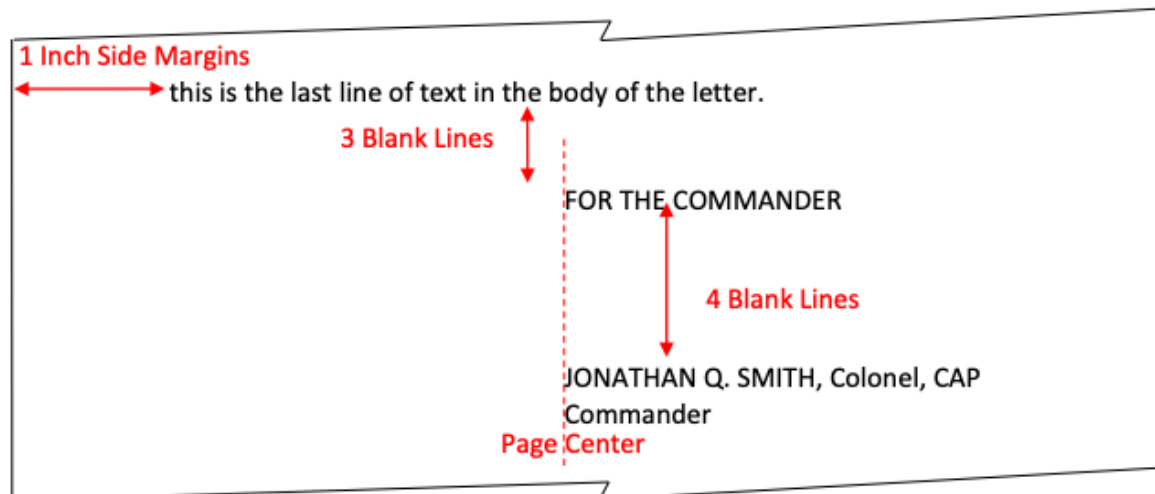 1 Inch Side Margins
this is the last line of text in the body of the letter.
3 Blank Lines
FOR THE COMMANDER
4 Blank Lines
JONATHAN Q. SMITH, Colonel, CAP
Commander
Page Center